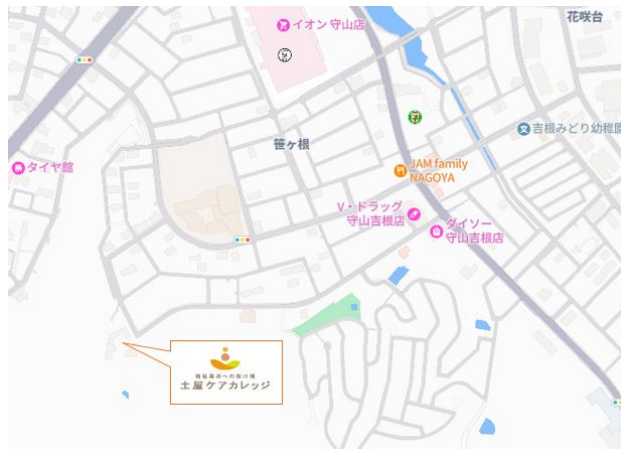 イオン 守山店
花咲台
吉根みどり幼稚園
笹ヶ根
タイヤ館
JAM family
NAGOYA
V・ドラッグ
守山吉根店
ダイソー
守山吉根店
土屋ケアカレッジ